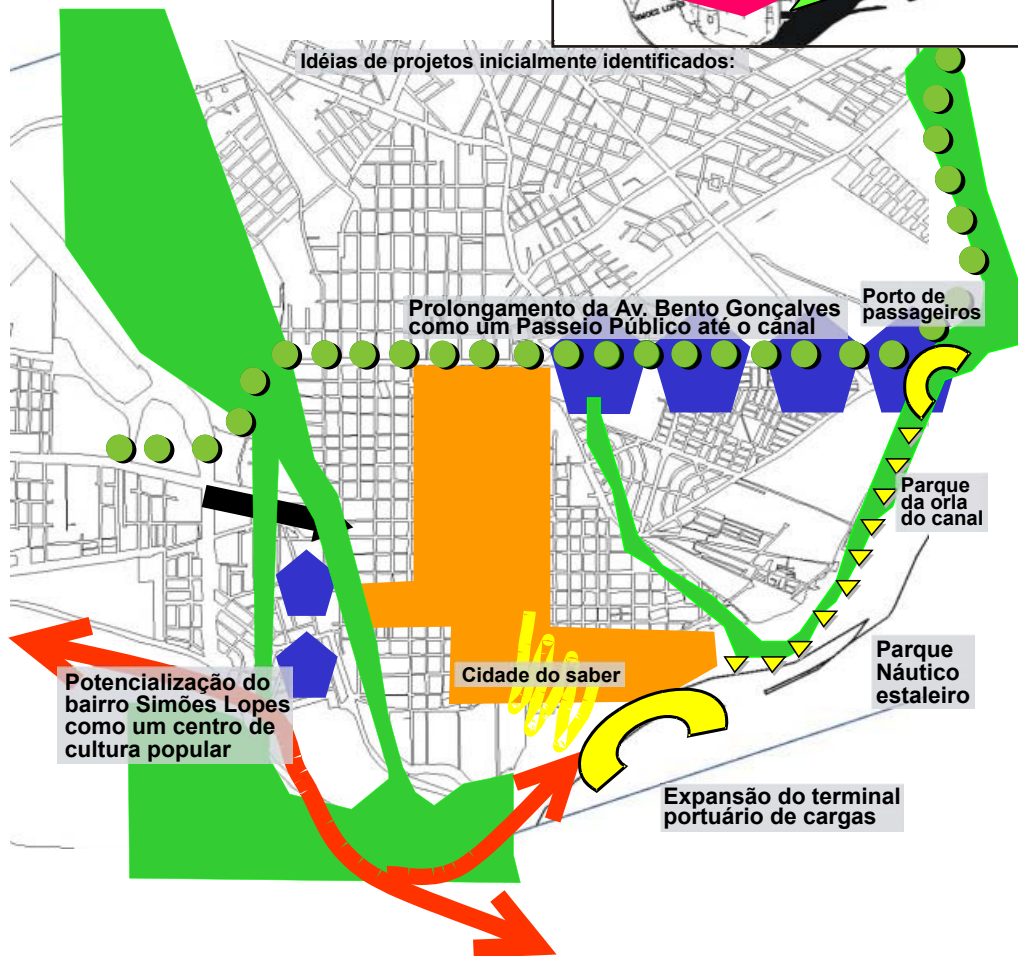 SIMÕES LOPES
Idéias de projetos inicialmente identificados:
Prolongamento da Av. Bento Gonçalves
como um Passeio Público até o canal
Porto de
passageiros
Parque
da orla
do canal
Cidade do saber
Parque
Náutico
estaleiro
Potencialização do
bairro Simões Lopes
como um centro de
cultura popular
Expansão do terminal
portuário de cargas